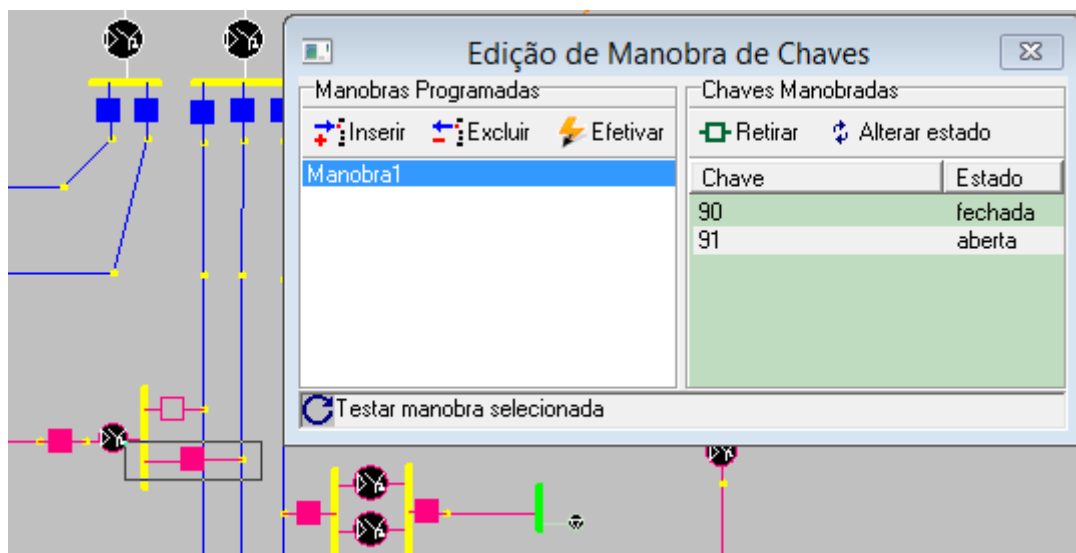 Edição de Manobra de Chaves
Manobras Programadas
Inserir Excluir Efetivar
Manobra1
Chaves Manobradas
Retirar Alterar estado
Chave Estado
90 fechada
91 aberta
Testar manobra selecionada